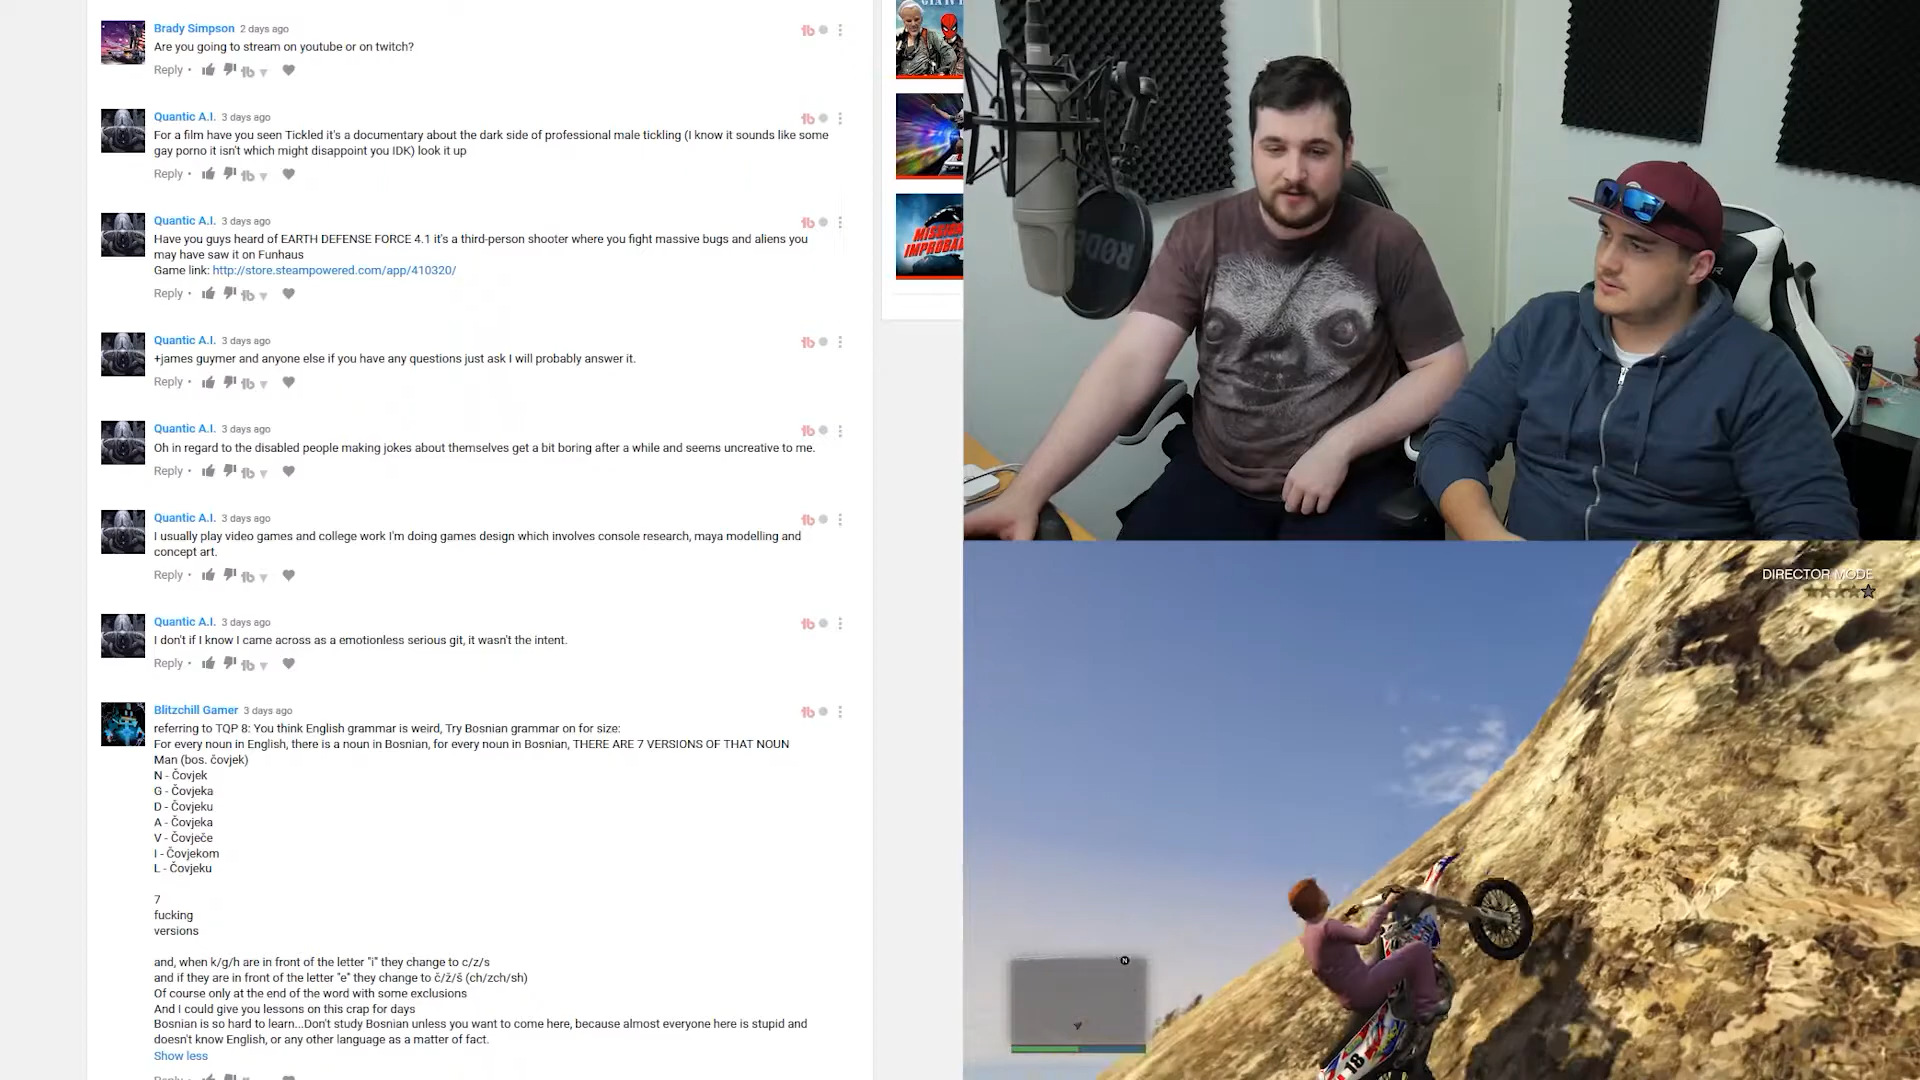 Brady Simpson 2 days ago
Are you going to stream on youtube or on twitch?
Reply •
Quantic A.I. 3 days ago
For a film have you seen Tickled it's a documentary about the dark side of professional male tickling (I know it sounds like some
gay porno it isn't which might disappoint you IDK) look it up
Reply •
Quantic A.I. 3 days ago
Have you guys heard of EARTH DEFENSE FORCE 4.1 it's a third-person shooter where you fight massive bugs and aliens you
may have saw it on Funhaus
Game link: http://store.steampowered.com/app/410320/
Reply •
Quantic A.I. 3 days ago
+james guymer and anyone else if you have any questions just ask I will probably answer it.
Reply •
Quantic A.I. 3 days ago
Oh in regard to the disabled people making jokes about themselves get a bit boring after a while and seems uncreative to me.
Reply •
Quantic A.I. 3 days ago
I usually play video games and college work I'm doing games design which involves console research, maya modelling and
concept art.
Reply •
Quantic A.I. 3 days ago
I don't if I know I came across as a emotionless serious git, it wasn't the intent.
Reply •
Blitzchill Gamer 3 days ago
referring to TQP 8: You think English grammar is weird, Try Bosnian grammar on for size:
For every noun in English, there is a noun in Bosnian, for every noun in Bosnian, THERE ARE 7 VERSIONS OF THAT NOUN
Man (bos. čovjek)
N - Čovjek
G - Čovjeka
D - Čovjeku
A - Čovjeka
V - Čovječe
I - Čovjekom
L - Čovjeku
7
fucking
versions
and, when k/g/h are in front of the letter "i" they change to c/z/s
and if they are in front of the letter "e" they change to č/ž/š (ch/zch/sh)
Of course only at the end of the word with some exclusions
And I could give you lessons on this crap for days
Bosnian is so hard to learn...Don't study Bosnian unless you want to come here, because almost everyone here is stupid and
doesn't know English, or any other language as a matter of fact.
Show less
RØDE
DIRECTOR MODE
N
18